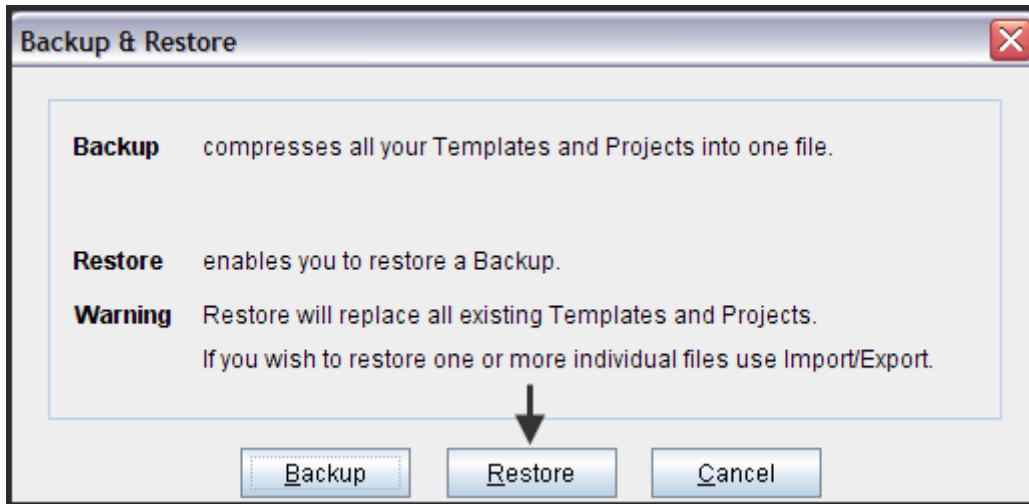 Backup & Restore
Backup compresses all your Templates and Projects into one file.
Restore enables you to restore a Backup.
Warning Restore will replace all existing Templates and Projects.
If you wish to restore one or more individual files use Import/Export.
Backup Restore Cancel